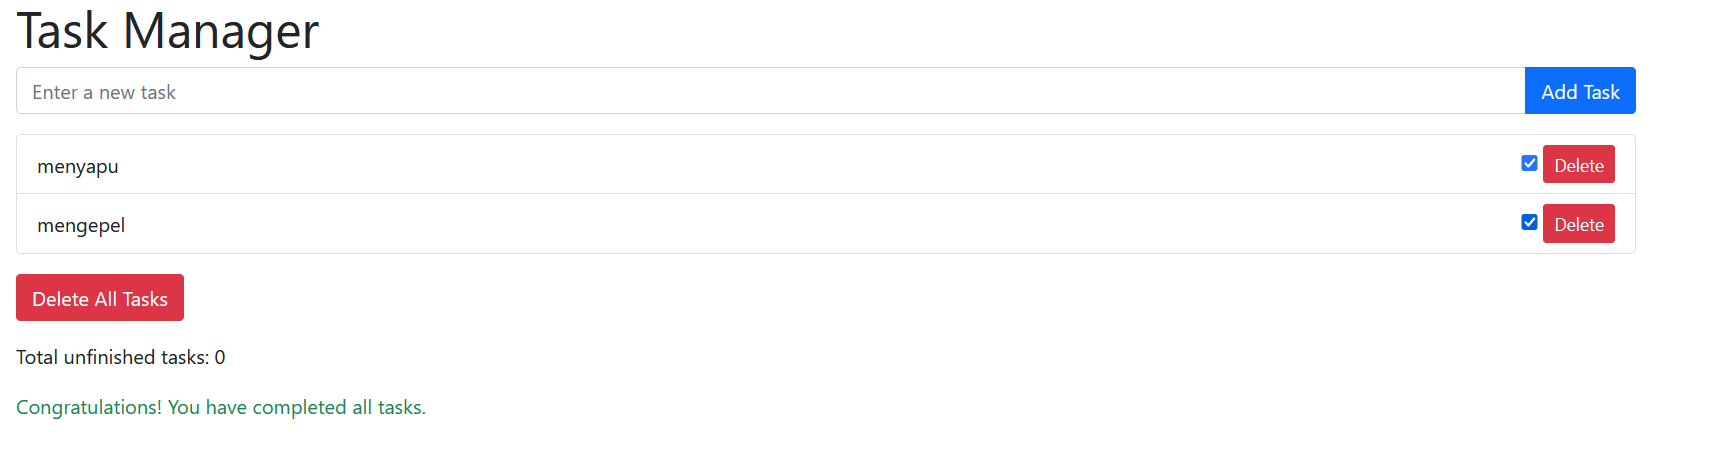 Task Manager
Enter a new task Add Task
menyapu Delete
mengepel Delete
Delete All Tasks
Total unfinished tasks: 0
Congratulations! You have completed all tasks.